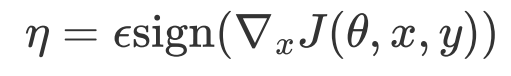 η = ϵsign(∇ₓJ(θ, x, y))